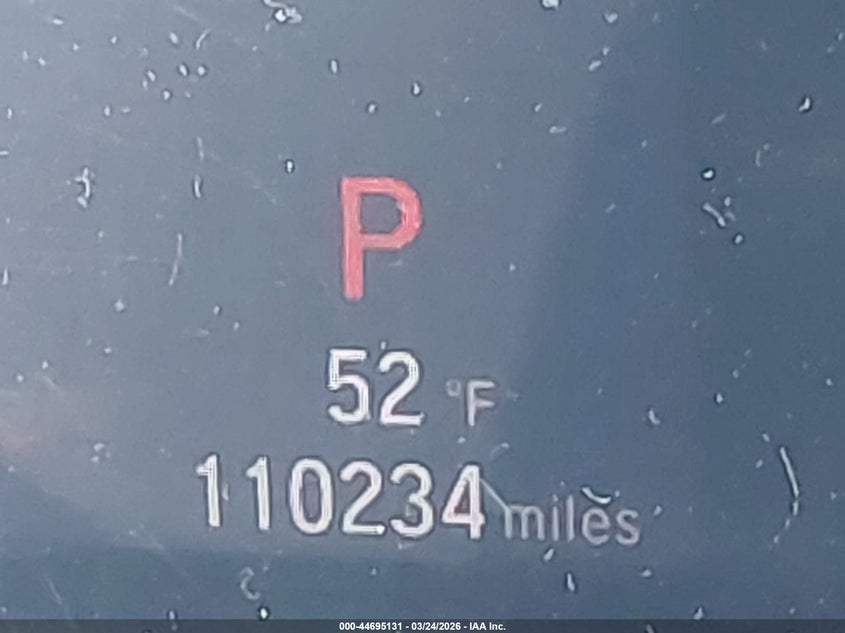 P
52 °F
110234 miles
000-44695131 - 03/24/2026 - IAA Inc.